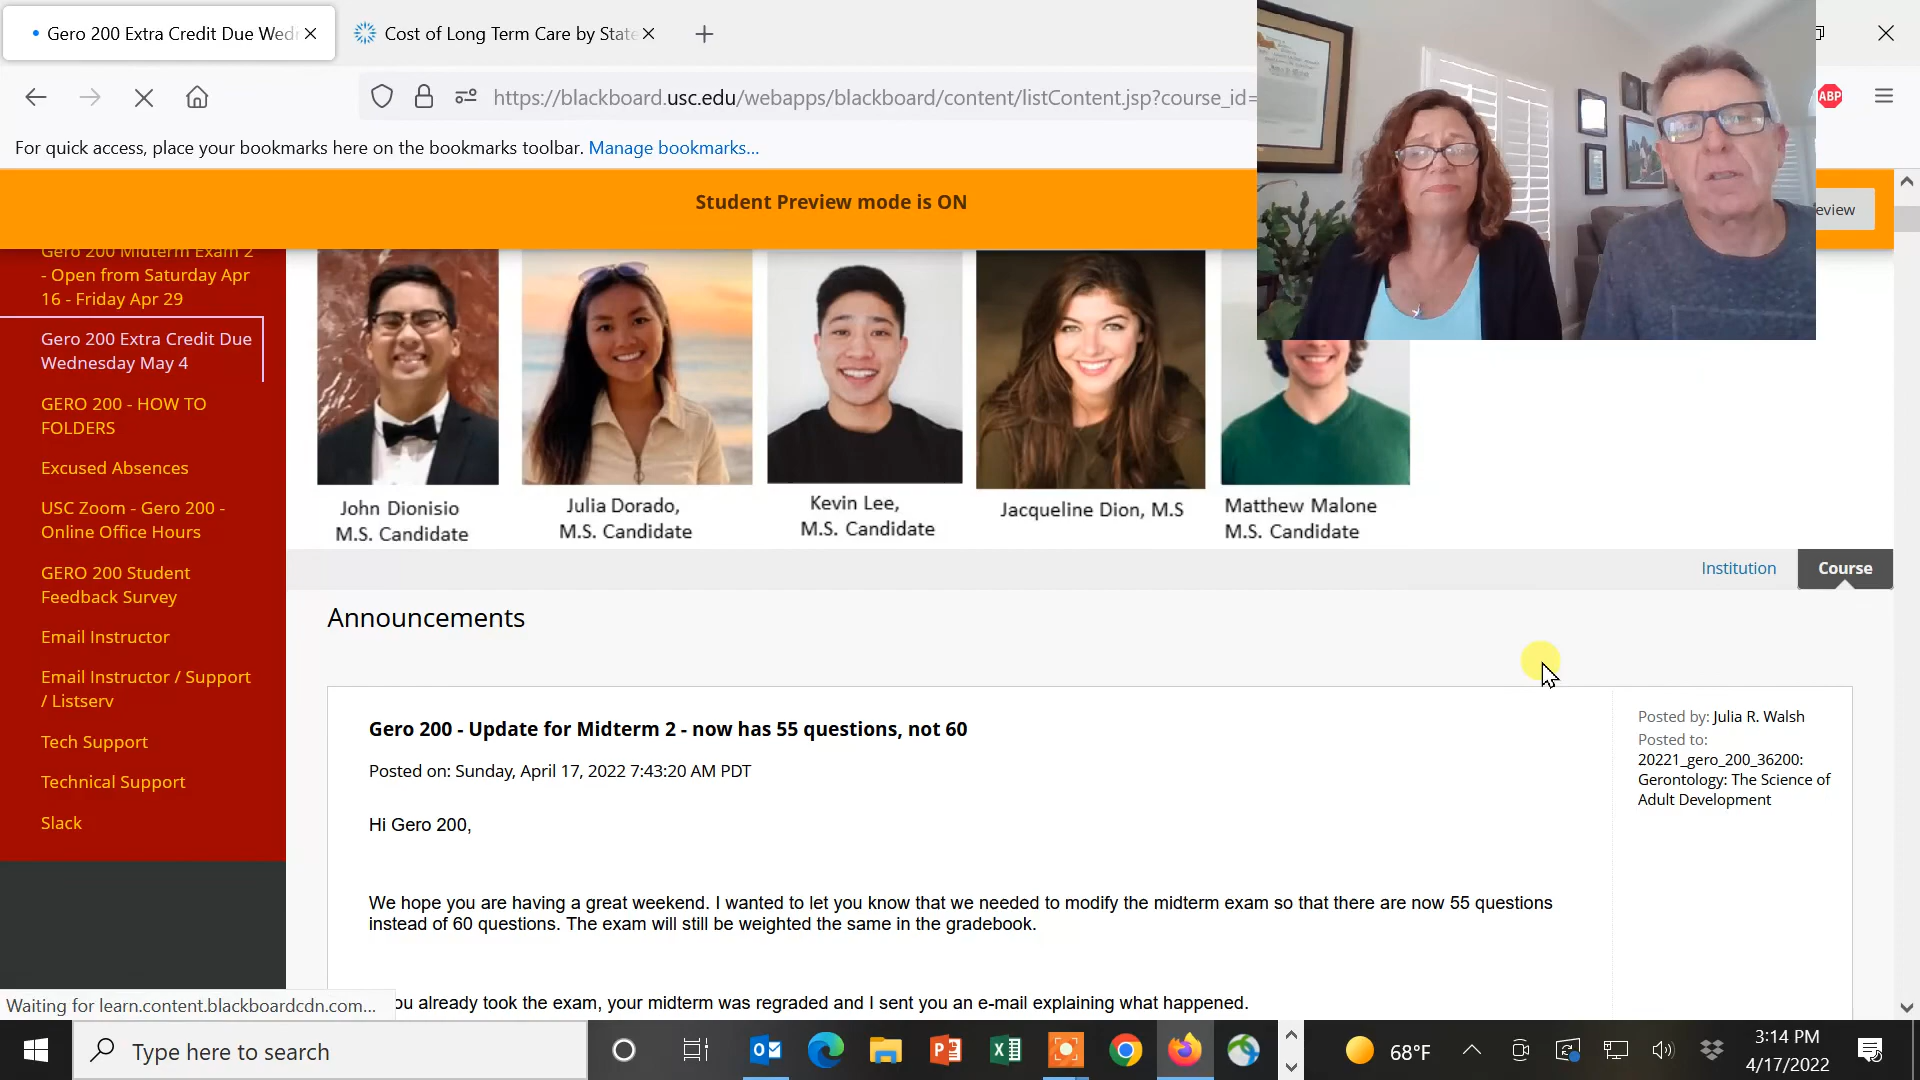 Gero 200 Extra Credit Due Wed
Cost of Long Term Care by State
https://blackboard.usc.edu/webapps/blackboard/content/listContent.jsp?course_id=
ABP
For quick access, place your bookmarks here on the bookmarks toolbar. Manage bookmarks...
Student Preview mode is ON
eview
Gero 200 Midterm Exam 2
- Open from Saturday Apr
16 - Friday Apr 29
Gero 200 Extra Credit Due
Wednesday May 4
GERO 200 - HOW TO
FOLDERS
Excused Absences
USC Zoom - Gero 200 -
Online Office Hours
GERO 200 Student
Feedback Survey
Email Instructor
Email Instructor / Support
/ Listserv
Tech Support
Technical Support
Slack
John Dionisio
M.S. Candidate
Julia Dorado,
M.S. Candidate
Kevin Lee,
M.S. Candidate
Jacqueline Dion, M.S
Matthew Malone
M.S. Candidate
Institution
Course
Announcements
Gero 200 - Update for Midterm 2 - now has 55 questions, not 60
Posted on: Sunday, April 17, 2022 7:43:20 AM PDT
Hi Gero 200,
We hope you are having a great weekend. I wanted to let you know that we needed to modify the midterm exam so that there are now 55 questions
instead of 60 questions. The exam will still be weighted the same in the gradebook.
ou already took the exam, your midterm was regraded and I sent you an e-mail explaining what happened.
Posted by: Julia R. Walsh
Posted to:
20221_gero_200_36200:
Gerontology: The Science of
Adult Development
Waiting for learn.content.blackboardcdn.com...
Type here to search
68°F
3:14 PM
4/17/2022